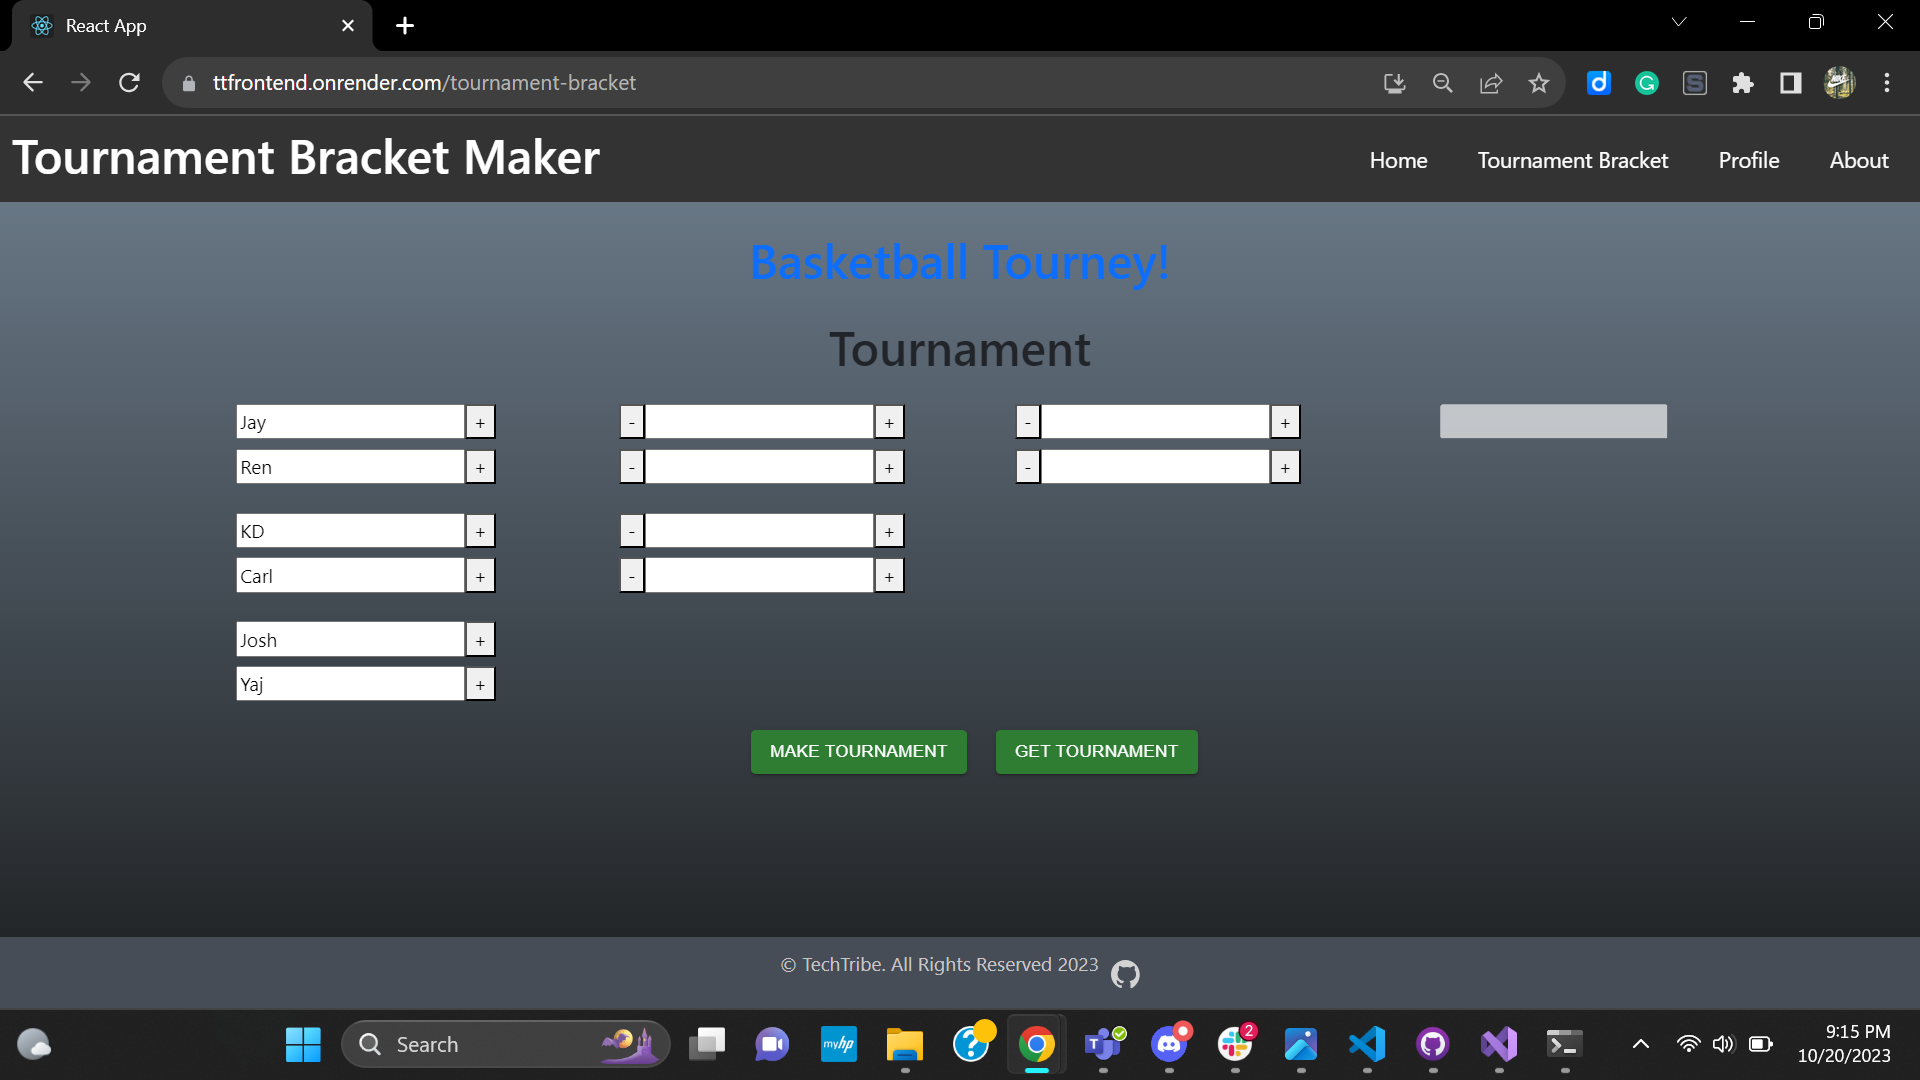 React App
ttfrontend.onrender.com/tournament-bracket
Tournament Bracket Maker
Home Tournament Bracket Profile About
Basketball Tourney!
Tournament
Jay + - + - +
Ren + - + - +
KD + - +
Carl + - +
Josh +
Yaj +
MAKE TOURNAMENT GET TOURNAMENT
© TechTribe. All Rights Reserved 2023
Search
myhp
2
9:15 PM
10/20/2023